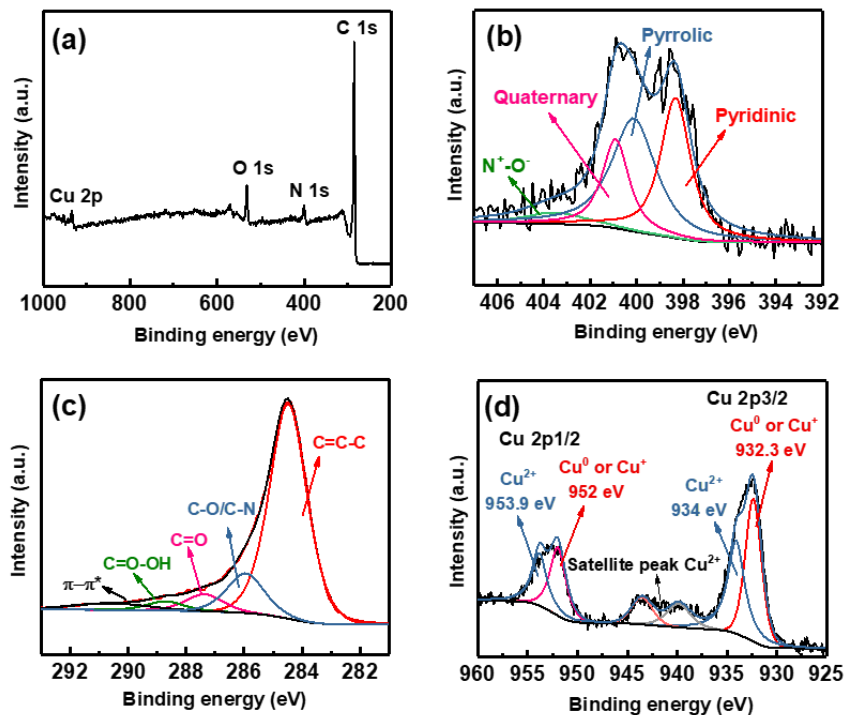 (a)
C 1s
O 1s
N 1s
Cu 2p
Intensity (a.u.)
1000 800 600 400 200
Binding energy (eV)
(b)
Pyrrolic
Quaternary
Pyridinic
N⁺-O⁻
Intensity (a.u.)
406 404 402 400 398 396 394 392
Binding energy (eV)
(c)
C=C-C
C-O/C-N
C=O
C=O-OH
π–π*
Intensity (a.u.)
292 290 288 286 284 282
Binding energy (eV)
(d)
Cu 2p3/2
Cu⁰ or Cu⁺
932.3 eV
Cu 2p1/2
Cu²⁺
953.9 eV
Cu⁰ or Cu⁺
952 eV
Cu²⁺
934 eV
Satellite peak Cu²⁺
Intensity (a.u.)
960 955 950 945 940 935 930 925
Binding energy (eV)